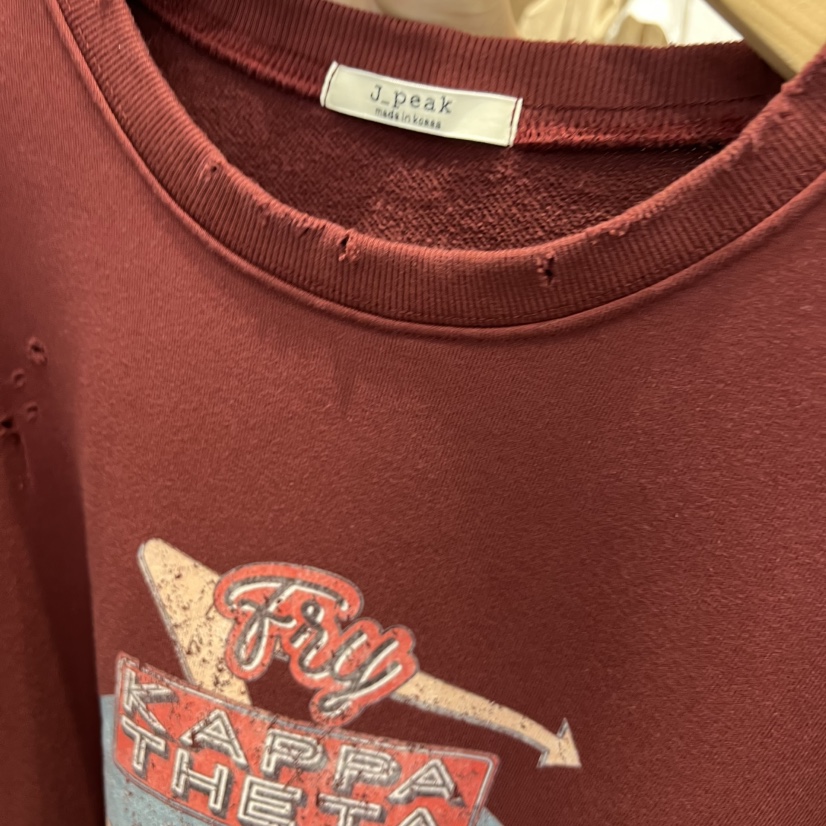 J_peak
made in korea
Fry
KAPPA
THETA